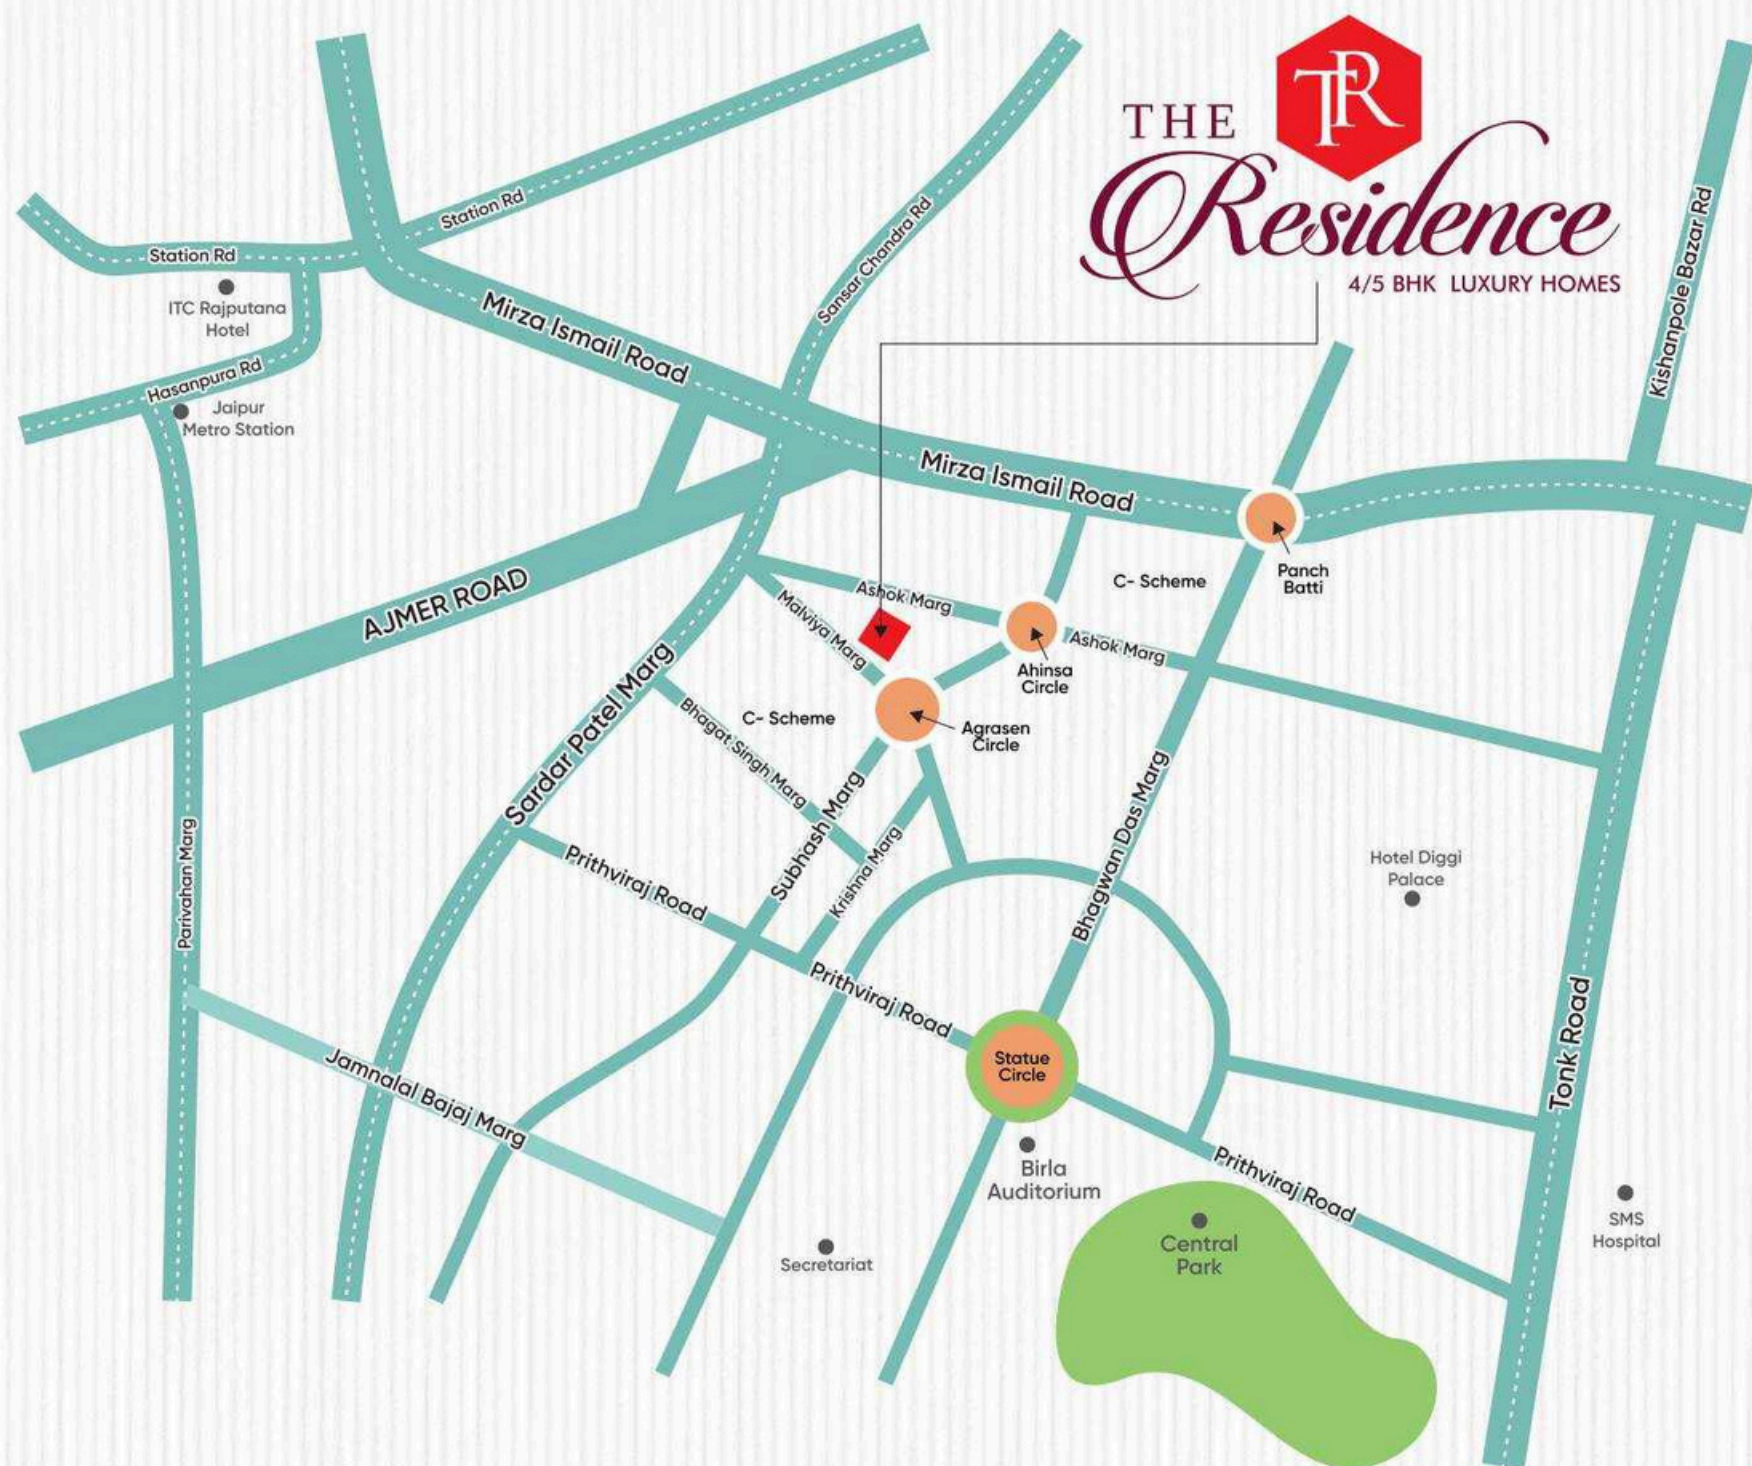 THE
TR
Residence
4/5 BHK LUXURY HOMES
Station Rd
Station Rd
ITC Rajputana
Hotel
Hasanpura Rd
Jaipur
Metro Station
Mirza Ismail Road
Sansar Chandra Rd
Kishanpole Bazar Rd
Mirza Ismail Road
Panch
Batti
C- Scheme
AJMER ROAD
Ashok Marg
Malviya Marg
Ashok Marg
Ahinsa
Circle
Agrasen
Circle
C- Scheme
Sardar Patel Marg
Bhagat Singh Marg
Subhash Marg
Krishna Marg
Bhagwan Das Marg
Parivahan Marg
Prithviraj Road
Hotel Diggi
Palace
Prithviraj Road
Statue
Circle
Tonk Road
Jamnalal Bajaj Marg
Birla
Auditorium
Prithviraj Road
Central
Park
Secretariat
SMS
Hospital